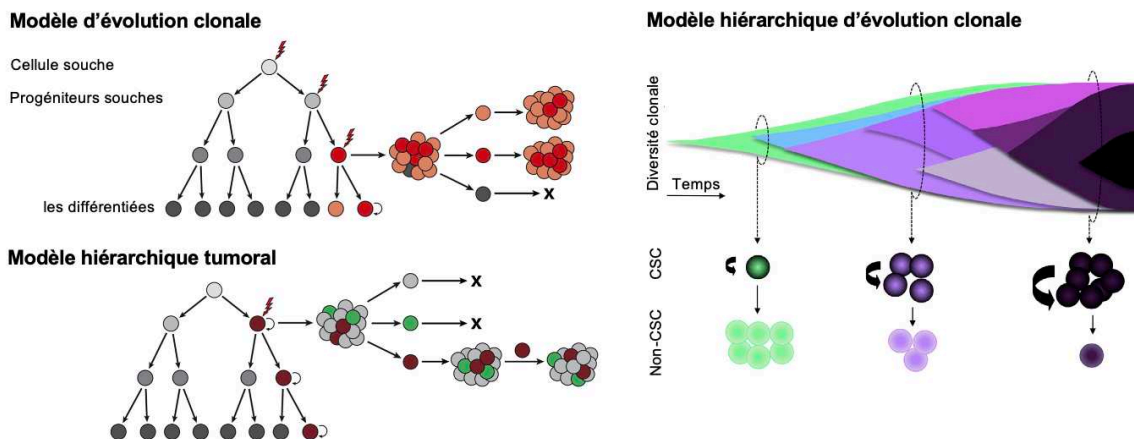 Modèle d'évolution clonale
Cellule souche
Progéniteurs souches
les différentiées
X
Modèle hiérarchique tumoral
X
X
Modèle hiérarchique d'évolution clonale
Diversité clonale
Temps
CSC
Non-CSC